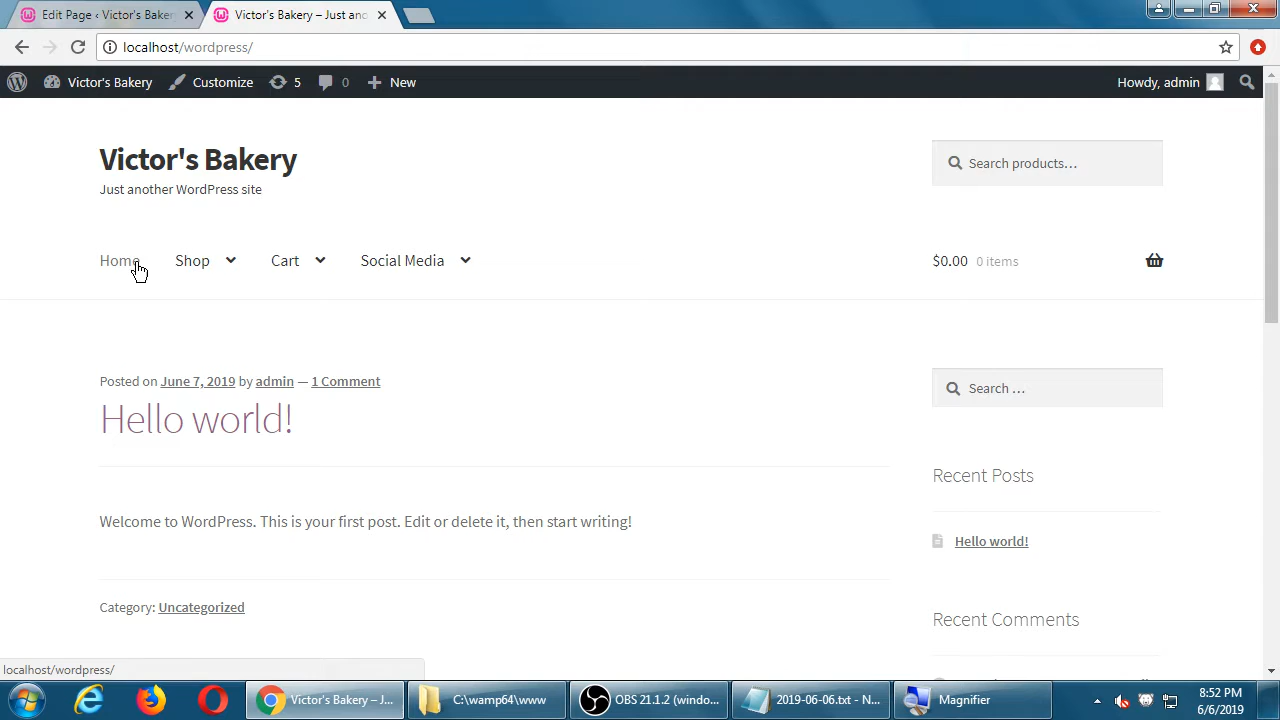 Edit Page ‹ Victor's Bakery
Victor's Bakery – Just ano
localhost/wordpress/
Victor's Bakery
Customize
5
0
New
Howdy, admin
Victor's Bakery
Just another WordPress site
Search products…
Home
Shop
Cart
Social Media
$0.00 0 items
Posted on June 7, 2019 by admin — 1 Comment
Hello world!
Search …
Recent Posts
Welcome to WordPress. This is your first post. Edit or delete it, then start writing!
Hello world!
Category: Uncategorized
Recent Comments
localhost/wordpress/
Victor's Bakery – J...
C:\wamp64\www
OBS 21.1.2 (windo...
2019-06-06.txt - N...
Magnifier
8:52 PM
6/6/2019